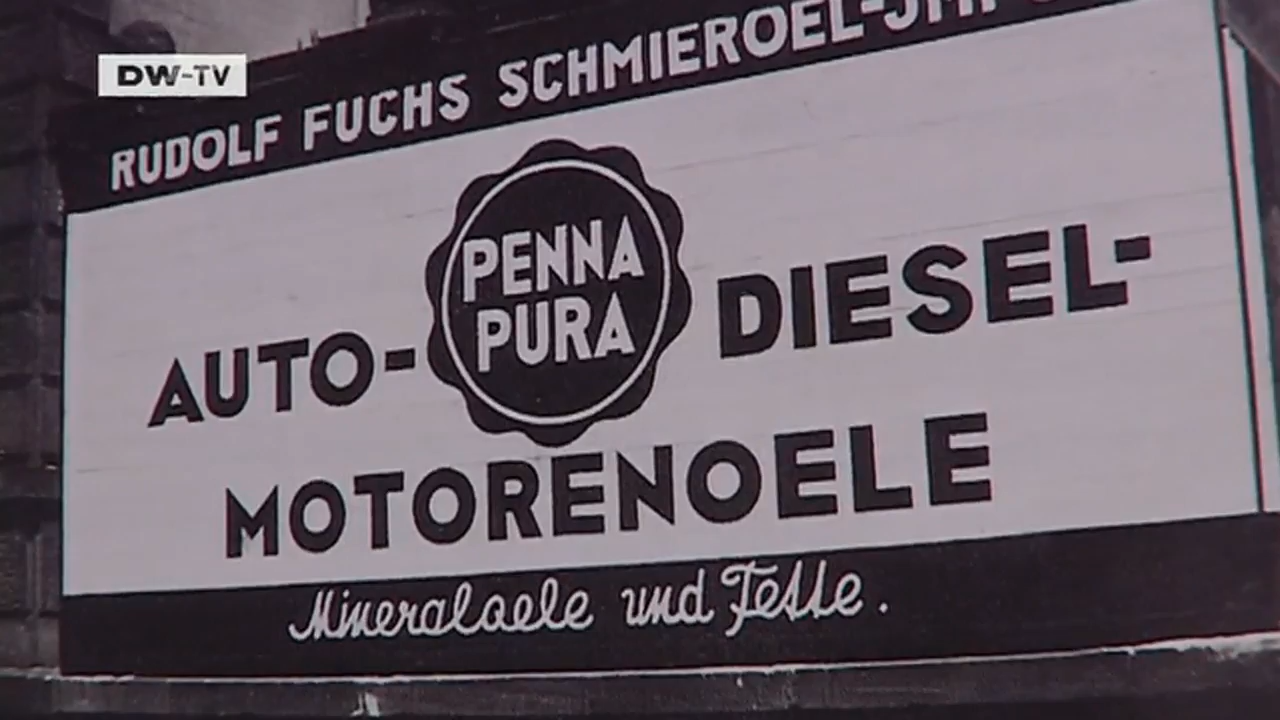 DW-TV
RUDOLF FUCHS SCHMIEROEL-
PENNA
PURA
AUTO- DIESEL-
MOTORENOELE
Mineraloele und Fette.